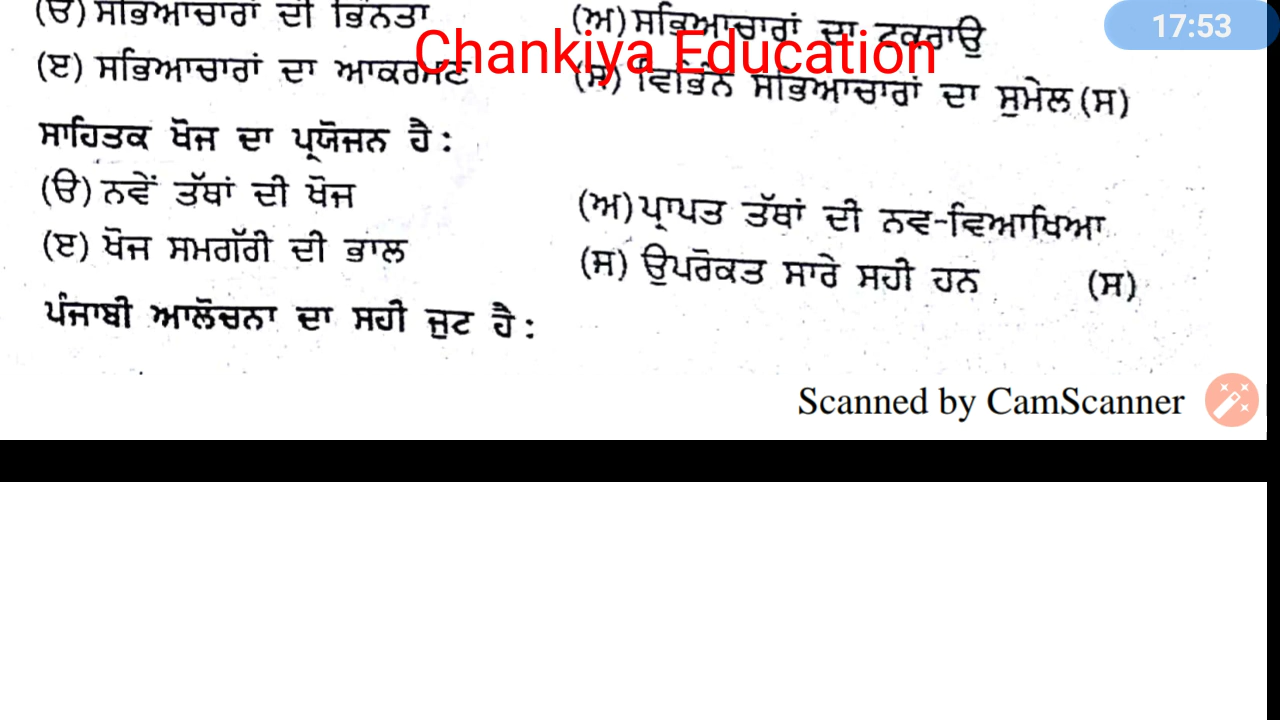 (ੳ) ਸਭਿਆਚਾਰਾਂ ਦੀ ਭਿੰਨਤਾ
(ਅ) ਸਭਿਆਚਾਰਾਂ ਦਾ ਟਕਰਾਉ
17:53
Chankiya Education
(ੲ) ਸਭਿਆਚਾਰਾਂ ਦਾ ਆਕਰਸ਼ਣ
(ਸ) ਵਿਭਿੰਨ ਸਭਿਆਚਾਰਾਂ ਦਾ ਸੁਮੇਲ (ਸ)
ਸਾਹਿਤਕ ਖੋਜ ਦਾ ਪ੍ਰਯੋਜਨ ਹੈ :
(ੳ) ਨਵੇਂ ਤੱਥਾਂ ਦੀ ਖੋਜ
(ਅ) ਪ੍ਰਾਪਤ ਤੱਥਾਂ ਦੀ ਨਵ-ਵਿਆਖਿਆ
(ੲ) ਖੋਜ ਸਮਗੱਰੀ ਦੀ ਭਾਲ
(ਸ) ਉਪਰੋਕਤ ਸਾਰੇ ਸਹੀ ਹਨ (ਸ)
ਪੰਜਾਬੀ ਆਲੋਚਨਾ ਦਾ ਸਹੀ ਜੁਟ ਹੈ :
Scanned by CamScanner